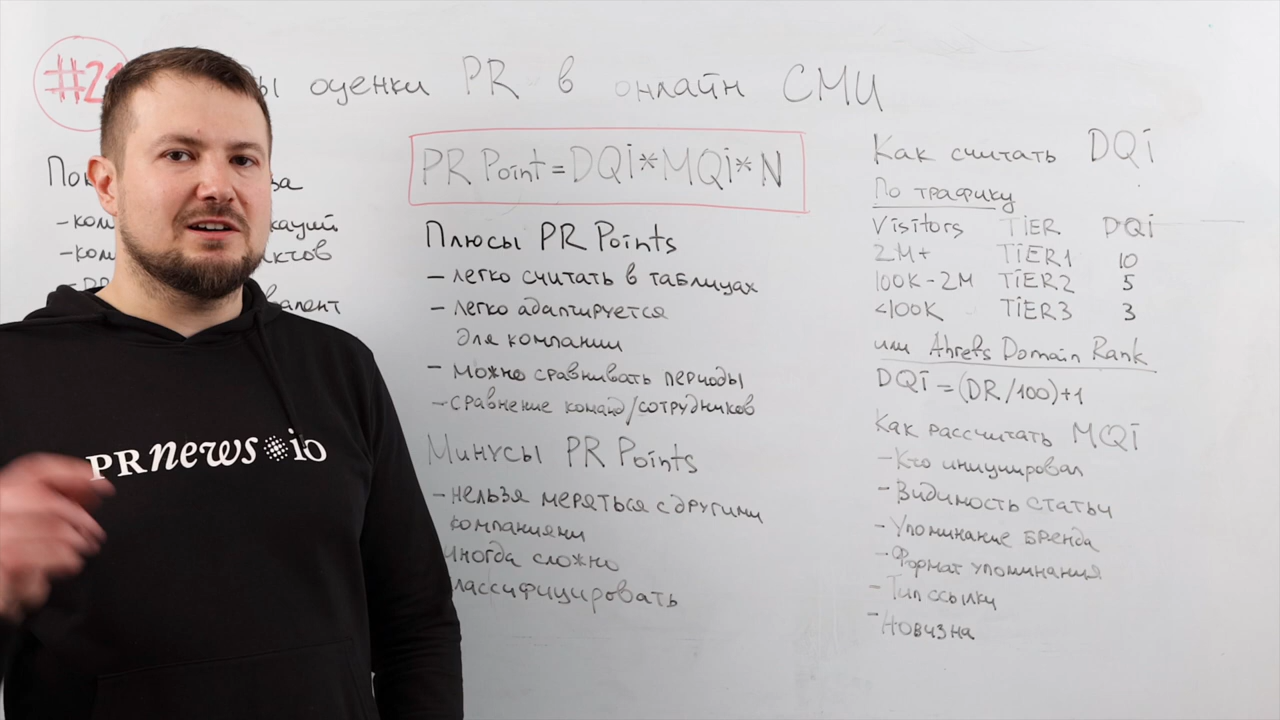 #2
оценки PR в онлайн СМИ
PR Point = DQi * MQi * N
Плюсы PR Points
- легко считать в таблицах
- легко адаптируется
для компании
- можно сравнивать периоды
- сравнение команд/сотрудников
Минусы PR Points
- нельзя меряться с другими
компаниями
иногда сложно
лассифицировать
Как считать DQi
По трафику
Visitors TiER DQi
2M+ TiER1 10
100K-2M TiER2 5
<100K TiER3 3
или Ahrefs Domain Rank
DQi = (DR/100)+1
Как рассчитать MQi
- Кто инициировал
- Видимость статьи
- Упоминание бренда
- Формат упоминания
- Тип ссылки
- Новизна
PRnews.io